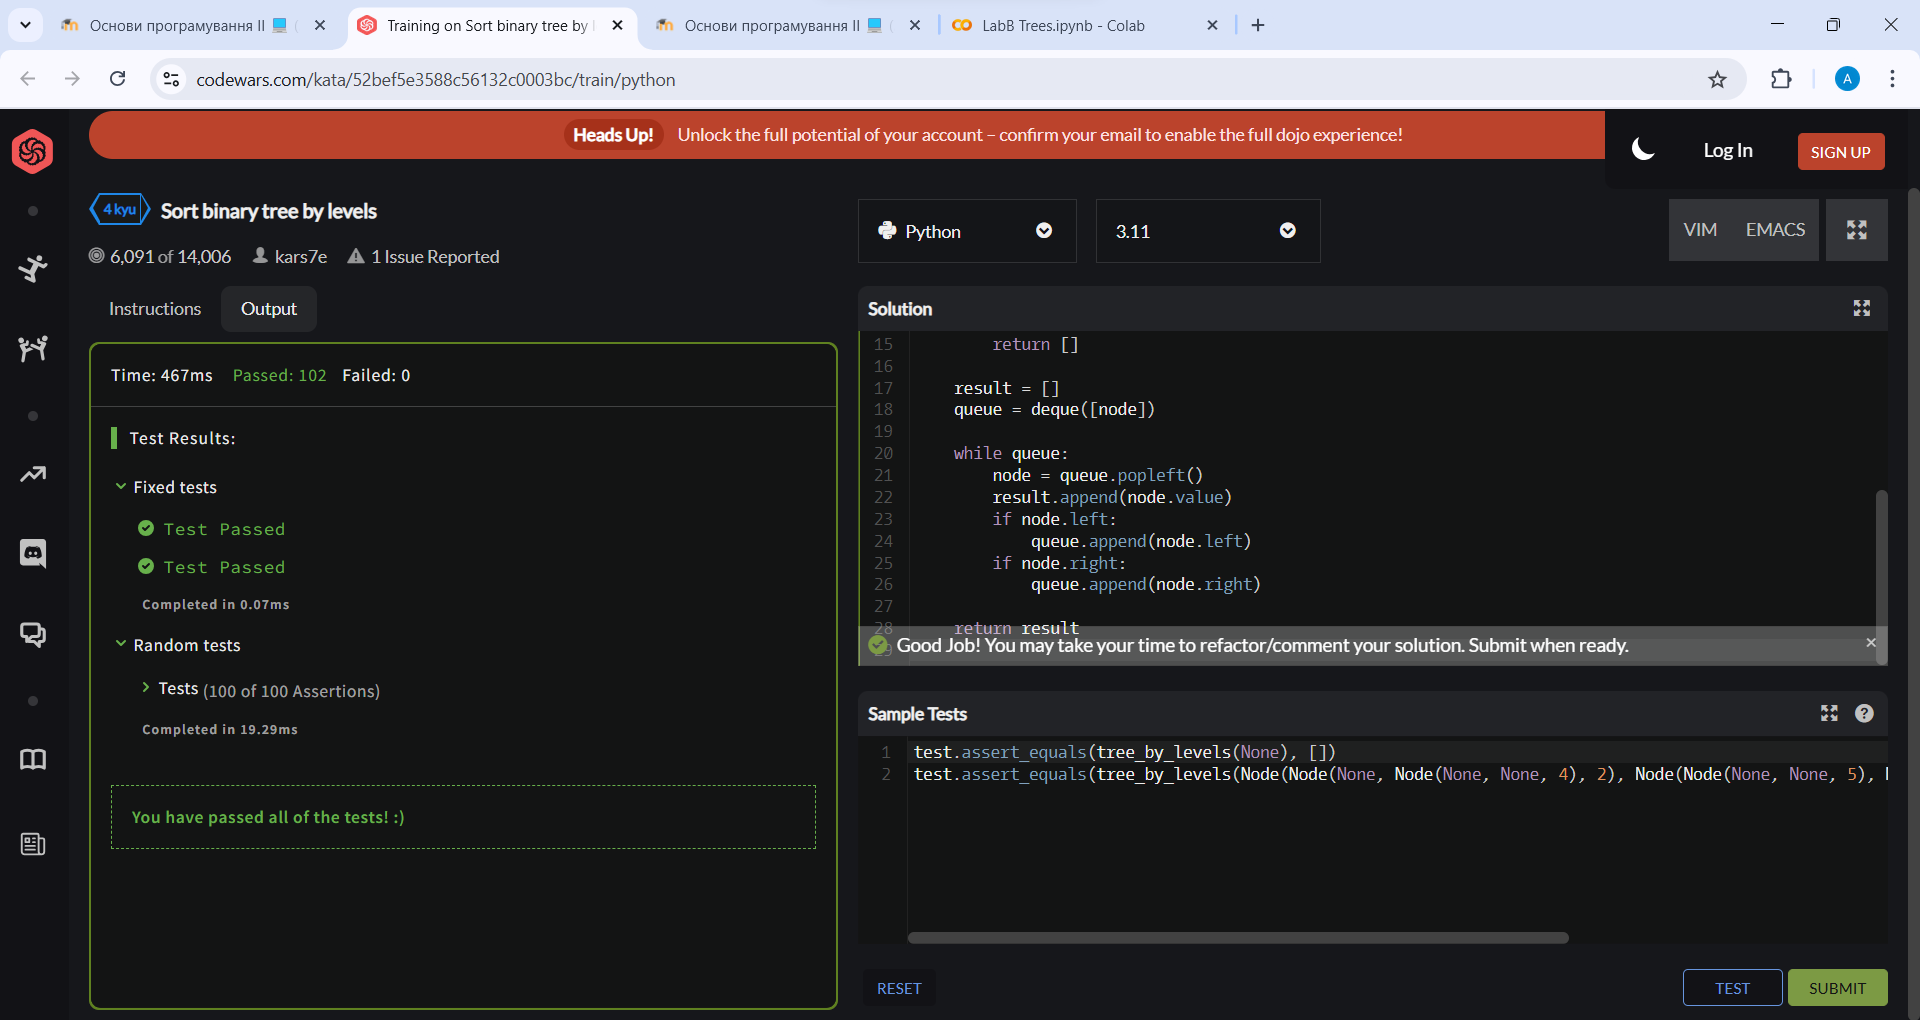 Основи програмування II
Training on Sort binary tree by
Основи програмування II
LabB Trees.ipynb - Colab
codewars.com/kata/52bef5e3588c56132c0003bc/train/python
A
Heads Up! Unlock the full potential of your account – confirm your email to enable the full dojo experience!
Log In
SIGN UP
4 kyu
Sort binary tree by levels
6,091 of 14,006 kars7e 1 Issue Reported
Python
3.11
VIM EMACS
Instructions
Output
Time: 467ms Passed: 102 Failed: 0
Test Results:
Fixed tests
Test Passed
Test Passed
Completed in 0.07ms
Random tests
Tests (100 of 100 Assertions)
Completed in 19.29ms
You have passed all of the tests! :)
Solution
15 return []
16
17 result = []
18 queue = deque([node])
19
20 while queue:
21 node = queue.popleft()
22 result.append(node.value)
23 if node.left:
24 queue.append(node.left)
25 if node.right:
26 queue.append(node.right)
27
28 return result
29
Good Job! You may take your time to refactor/comment your solution. Submit when ready.
Sample Tests
1 test.assert_equals(tree_by_levels(None), [])
2 test.assert_equals(tree_by_levels(Node(Node(None, Node(None, None, 4), 2), Node(Node(None, None, 5),
RESET
TEST
SUBMIT